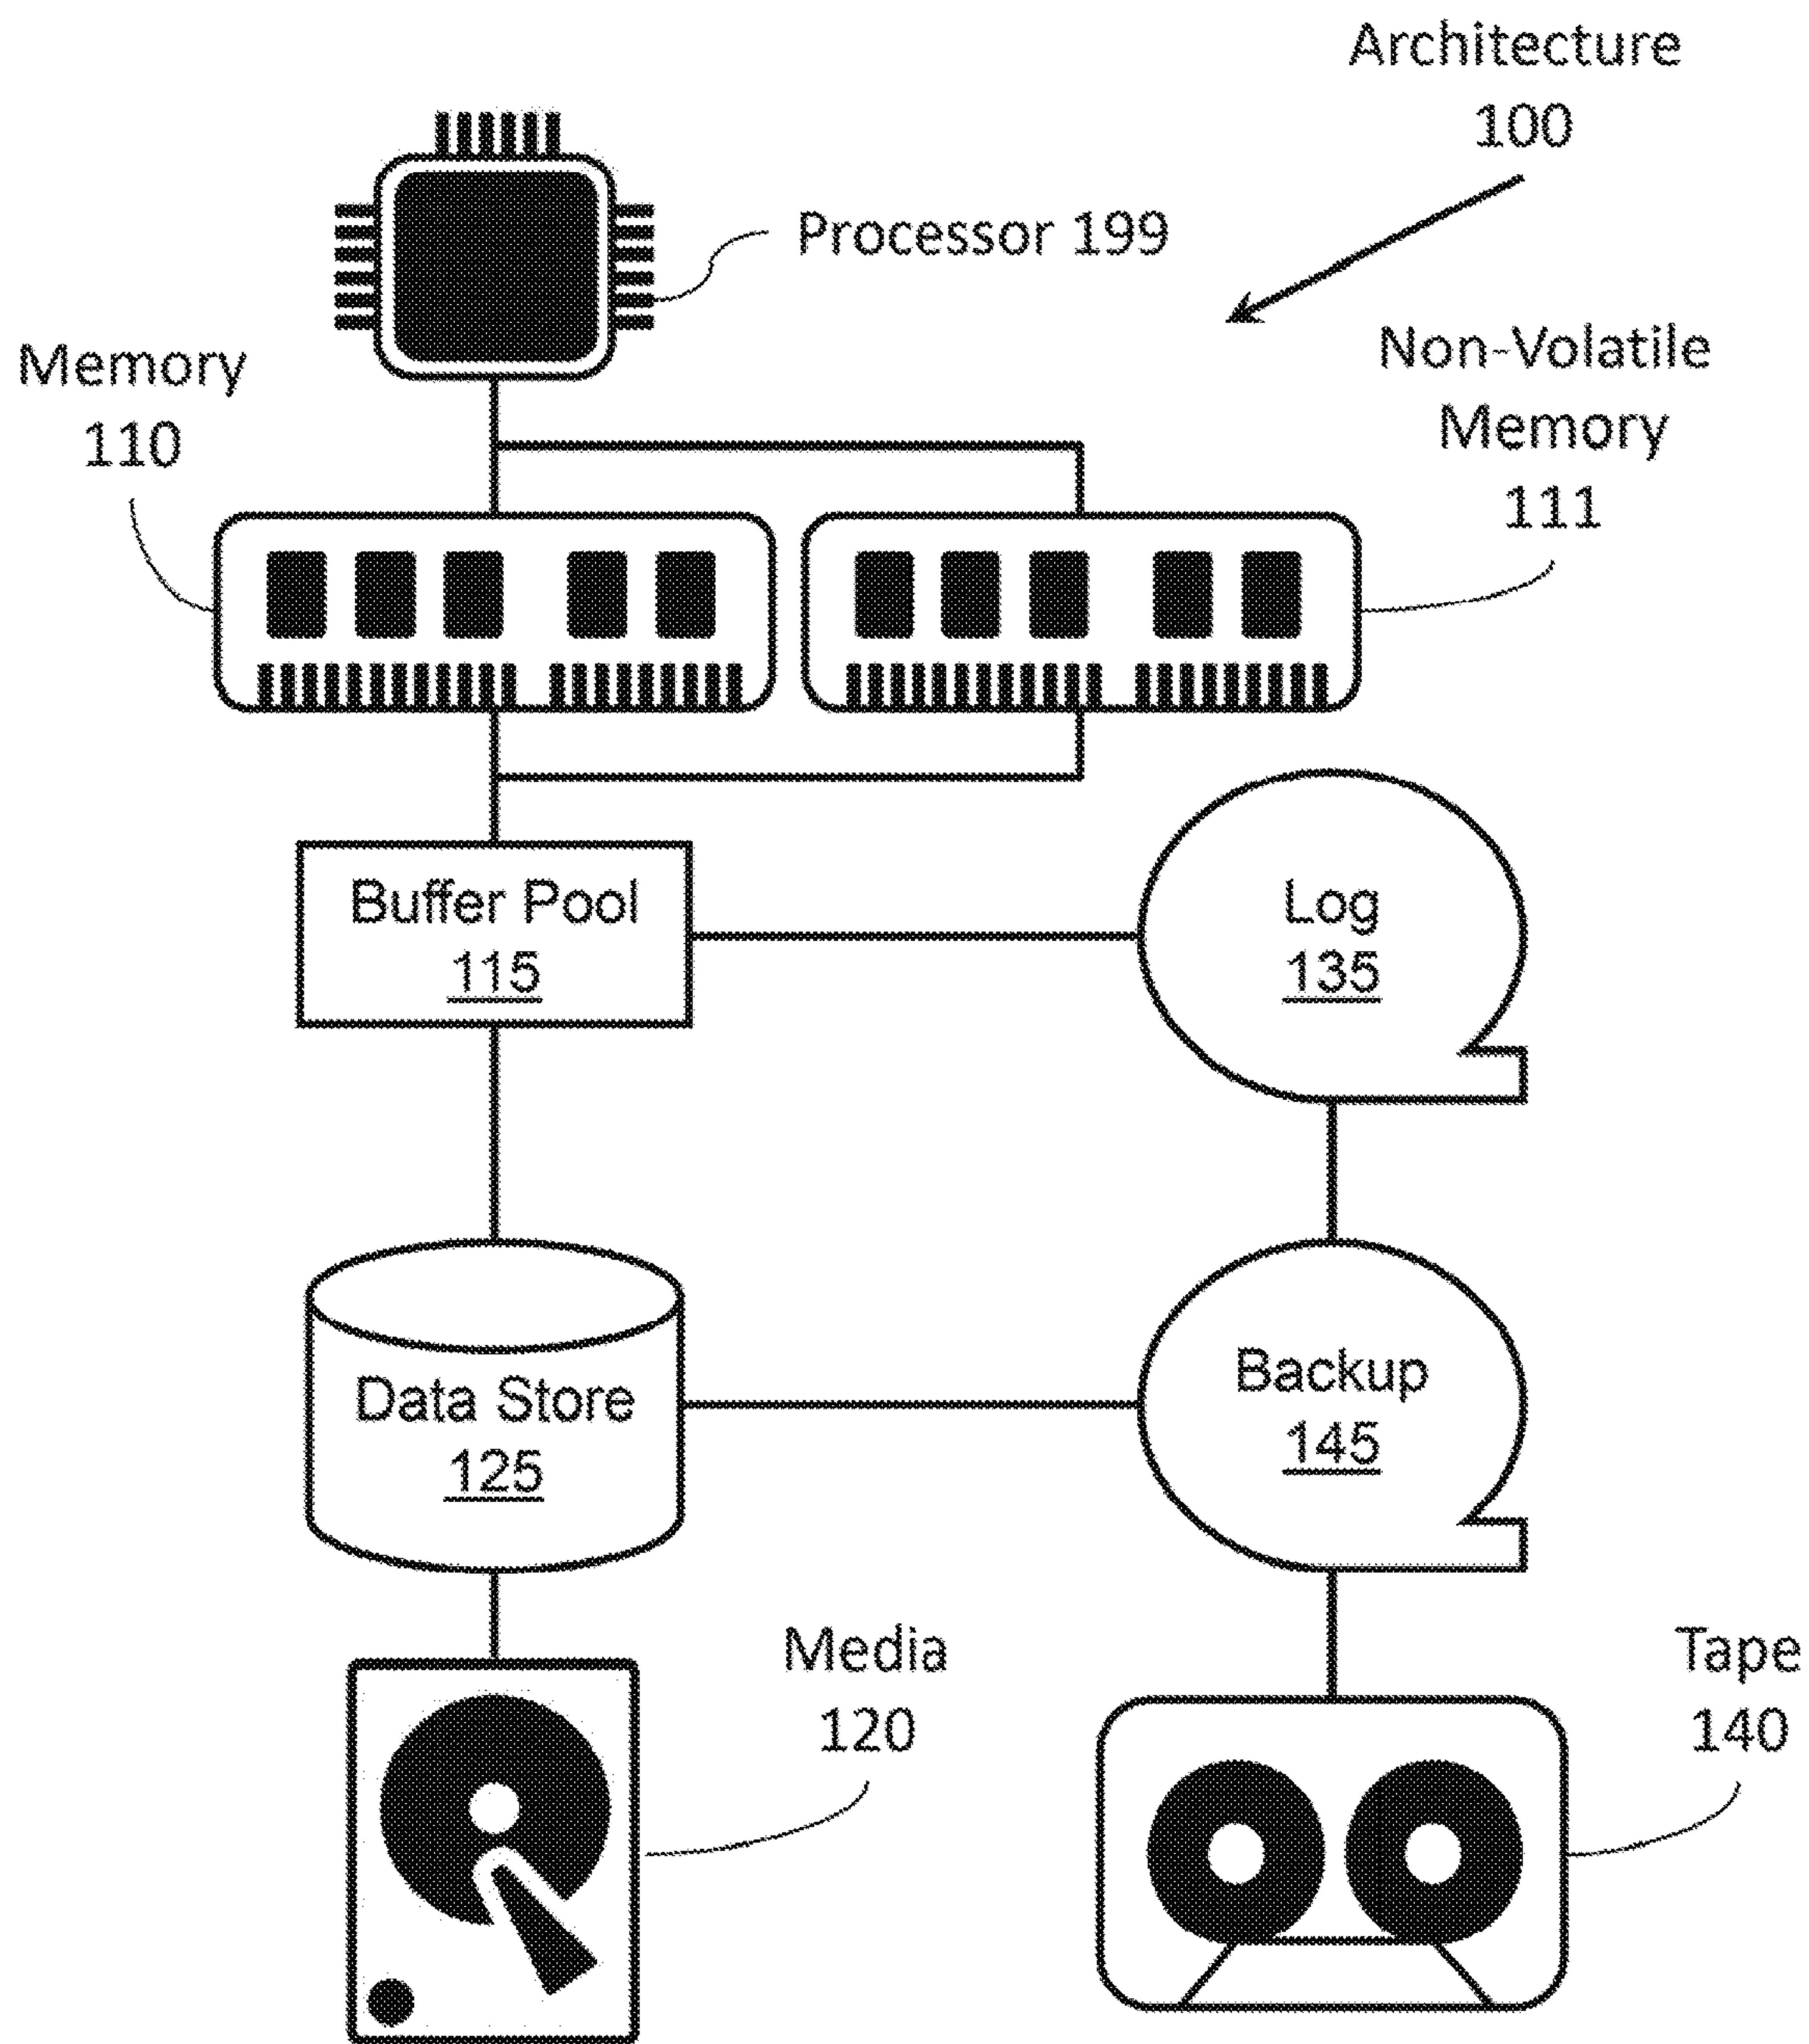 Architecture
100
Processor 199
Memory
110
Non-Volatile
Memory
111
Buffer Pool
115
Log
135
Data Store
125
Backup
145
Media
120
Tape
140